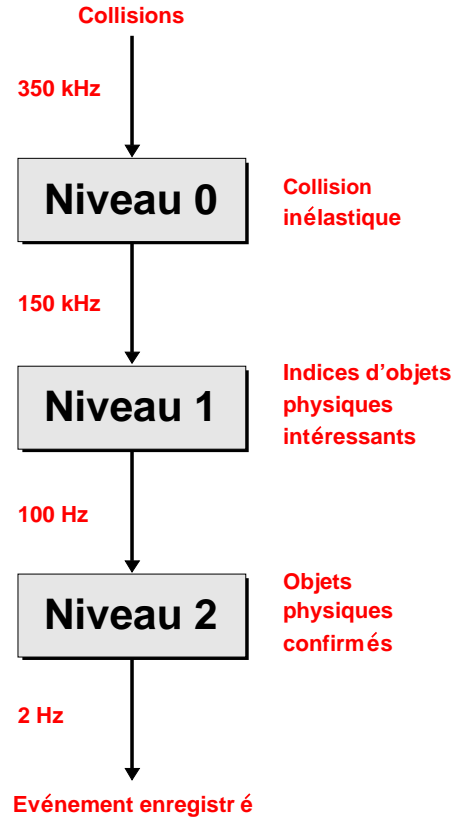 Collisions
350 kHz
Niveau 0
Collision
inélastique
150 kHz
Niveau 1
Indices d’objets
physiques
intéressants
100 Hz
Niveau 2
Objets
physiques
confirmés
2 Hz
Evénement enregistré